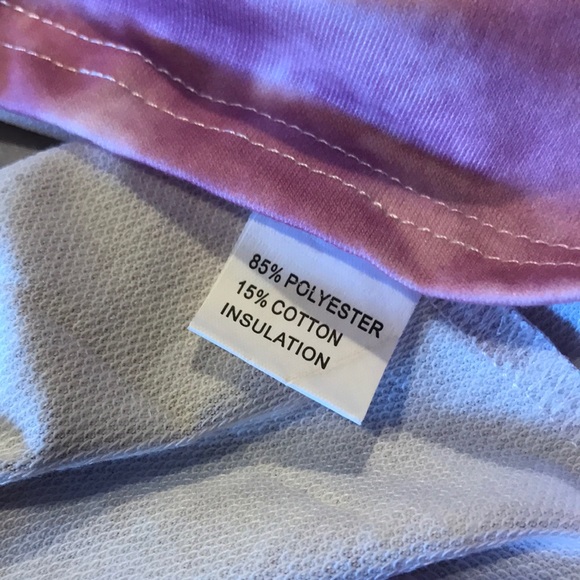 85% POLYESTER
15% COTTON
INSULATION